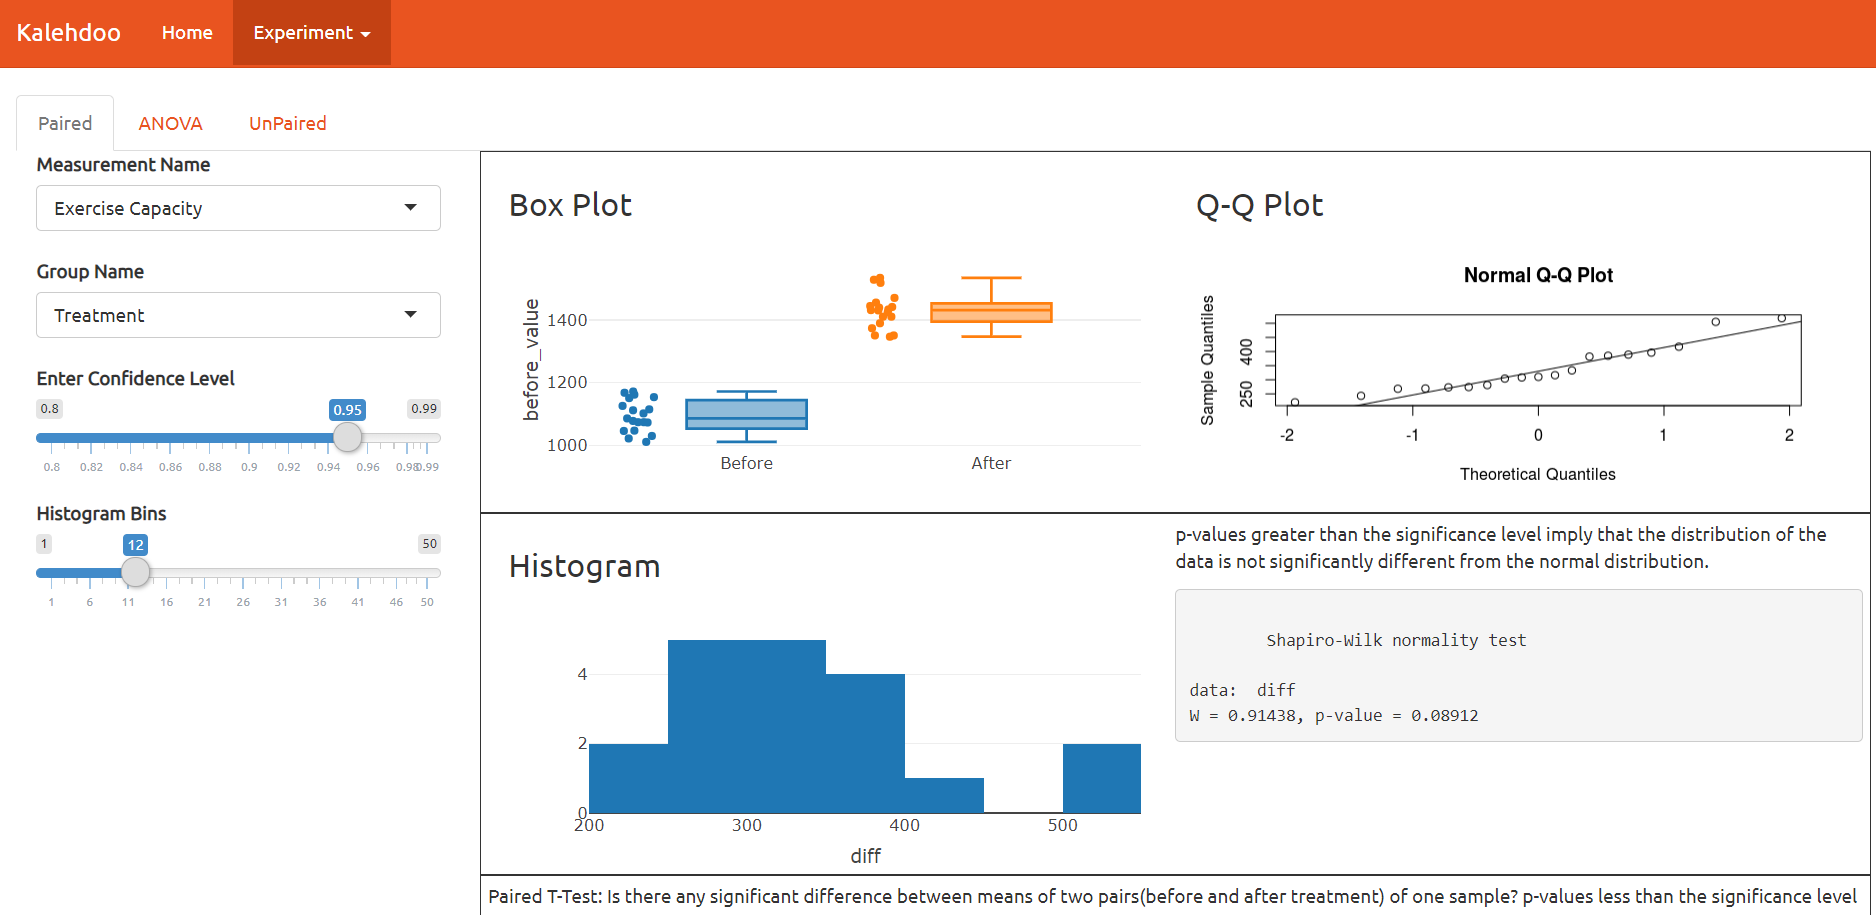 Kalehdoo Home Experiment
Paired ANOVA UnPaired
Measurement Name
Exercise Capacity
Group Name
Treatment
Enter Confidence Level
0.8 0.95 0.99
0.8 0.82 0.84 0.86 0.88 0.9 0.92 0.94 0.96 0.98 0.99
Histogram Bins
1 12 50
1 6 11 16 21 26 31 36 41 46 50
Box Plot
before_value
1400
1200
1000
Before After
Q-Q Plot
Normal Q-Q Plot
Sample Quantiles
400
250
-2 -1 0 1 2
Theoretical Quantiles
Histogram
4
2
0
200 300 400 500
diff
p-values greater than the significance level imply that the distribution of the
data is not significantly different from the normal distribution.
Shapiro-Wilk normality test
data: diff
W = 0.91438, p-value = 0.08912
Paired T-Test: Is there any significant difference between means of two pairs(before and after treatment) of one sample? p-values less than the significance level